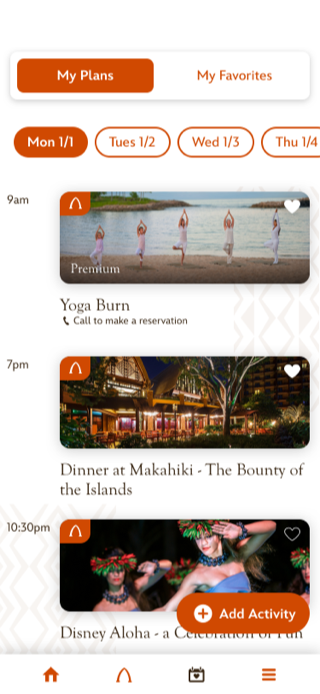 My Plans
My Favorites
Mon 1/1
Tues 1/2
Wed 1/3
Thu 1/4
9am
Premium
Yoga Burn
Call to make a reservation
7pm
Dinner at Makahiki - The Bounty of
the Islands
10:30pm
Add Activity
Disney Aloha - a Celebration of Fun